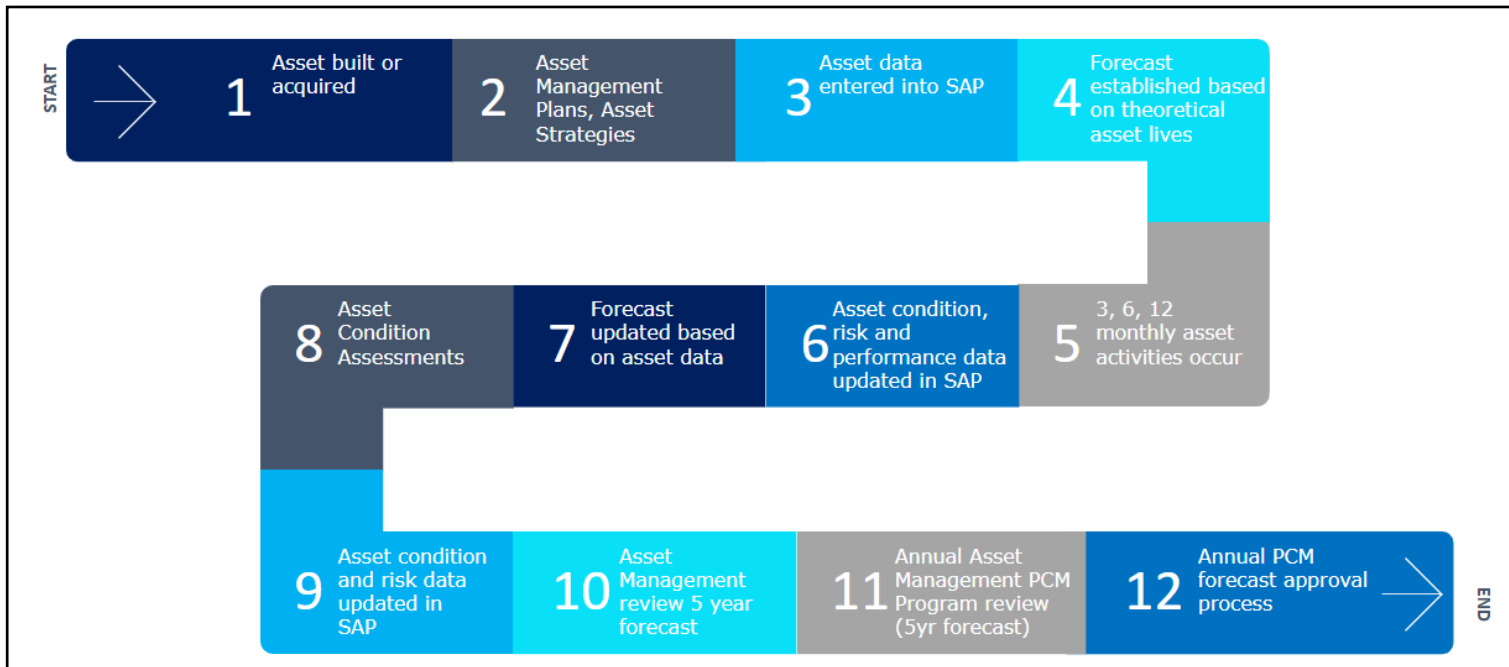 START
1
Asset built or
acquired
2
Asset
Management
Plans, Asset
Strategies
3
Asset data
entered into SAP
4
Forecast
established based
on theoretical
asset lives
5
3, 6, 12
monthly asset
activities occur
6
Asset condition,
risk and
performance data
updated in SAP
7
Forecast
updated based
on asset data
8
Asset
Condition
Assessments
9
Asset condition
and risk data
updated in
SAP
10
Asset
Management
review 5 year
forecast
11
Annual Asset
Management PCM
Program review
(5yr forecast)
12
Annual PCM
forecast approval
process
END